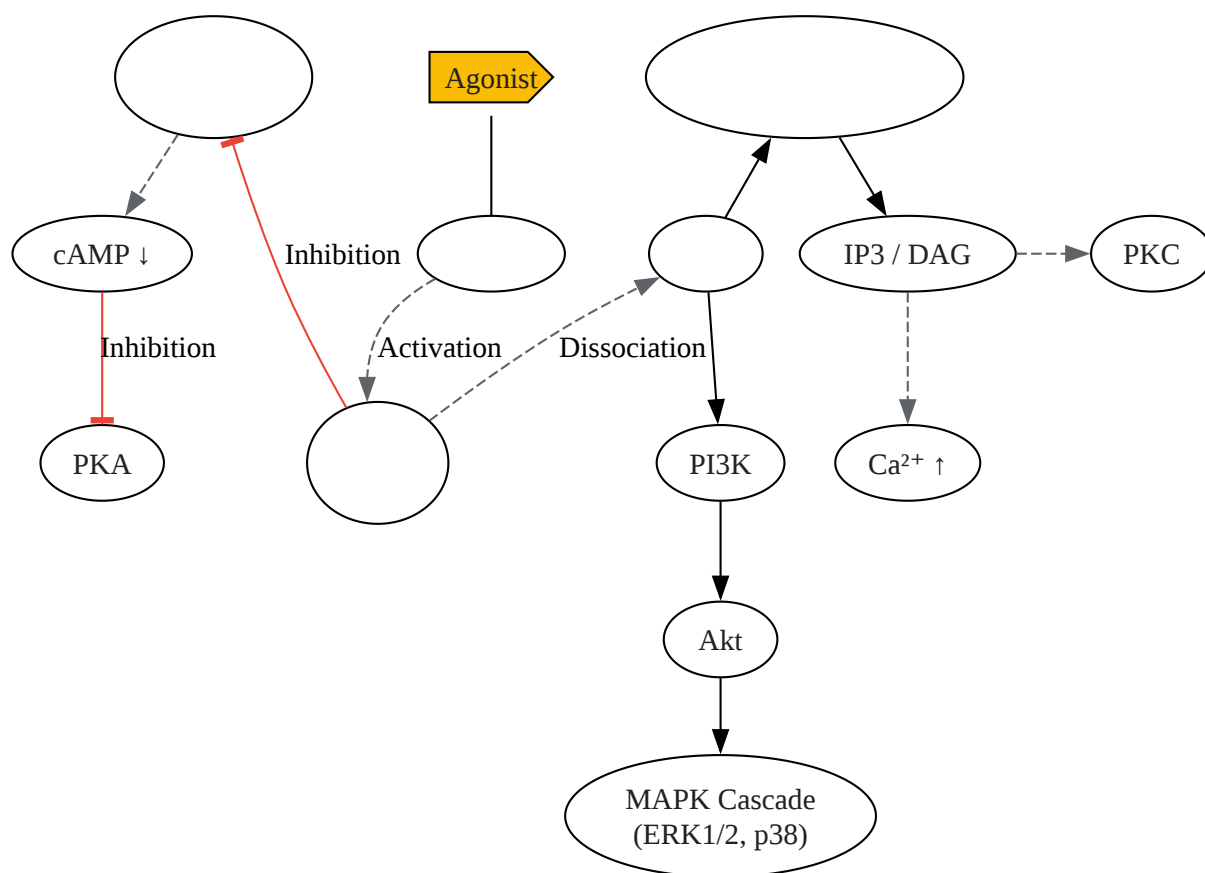 Agonist
cAMP ↓
Inhibition
IP3 / DAG
PKC
Inhibition
Activation
Dissociation
PKA
PI3K
Ca²⁺ ↑
Akt
MAPK Cascade
(ERK1/2, p38)